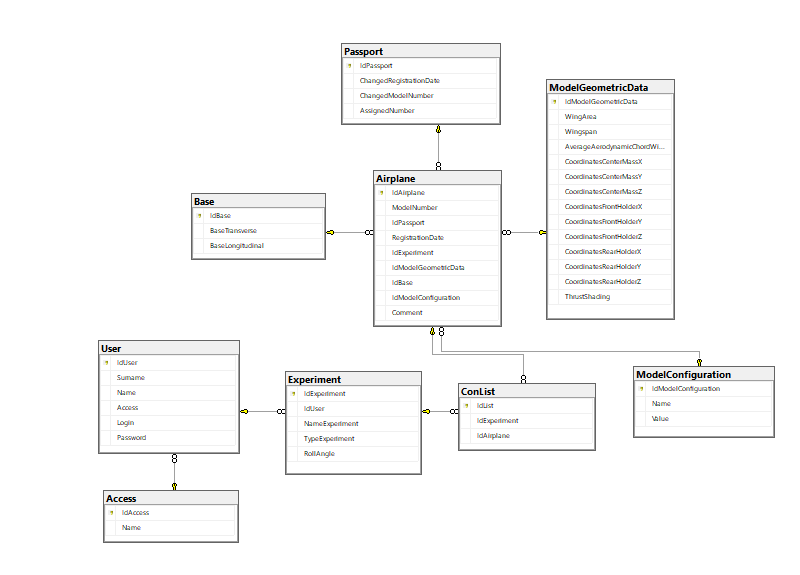 Passport
IdPassport
ChangedRegistrationDate
ChangedModelNumber
AssignedNumber
ModelGeometricData
IdModelGeometricData
WingArea
Wingspan
AverageAerodynamicChordWi...
CoordinatesCenterMassX
CoordinatesCenterMassY
CoordinatesCenterMassZ
CoordinatesFrontHolderX
CoordinatesFrontHolderY
CoordinatesFrontHolderZ
CoordinatesRearHolderX
CoordinatesRearHolderY
CoordinatesRearHolderZ
ThrustShading
Airplane
IdAirplane
ModelNumber
IdPassport
RegistrationDate
IdExperiment
IdModelGeometricData
IdBase
IdModelConfiguration
Comment
Base
IdBase
BaseTransverse
BaseLongitudinal
User
IdUser
Surname
Name
Access
Login
Password
Experiment
IdExperiment
IdUser
NameExperiment
TypeExperiment
RollAngle
ConList
IdList
IdExperiment
IdAirplane
ModelConfiguration
IdModelConfiguration
Name
Value
Access
IdAccess
Name